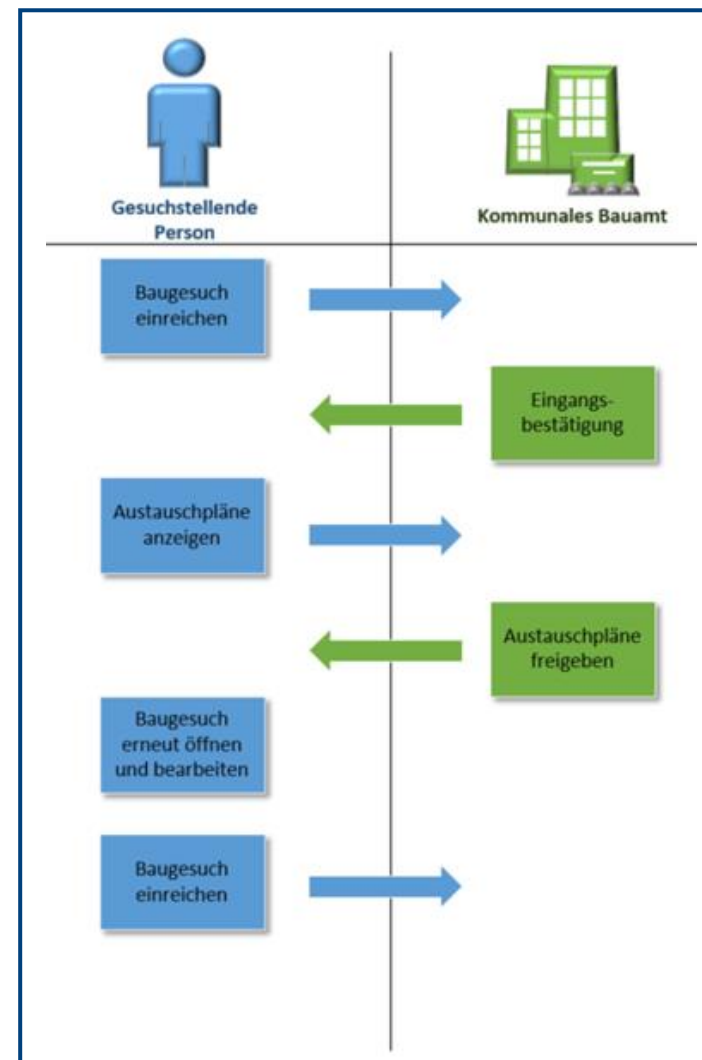 Gesuchstellende
Person
Kommunales Bauamt
Baugesuch
einreichen
Eingangs-
bestätigung
Austauschpläne
anzeigen
Austauschpläne
freigeben
Baugesuch
erneut öffnen
und bearbeiten
Baugesuch
einreichen